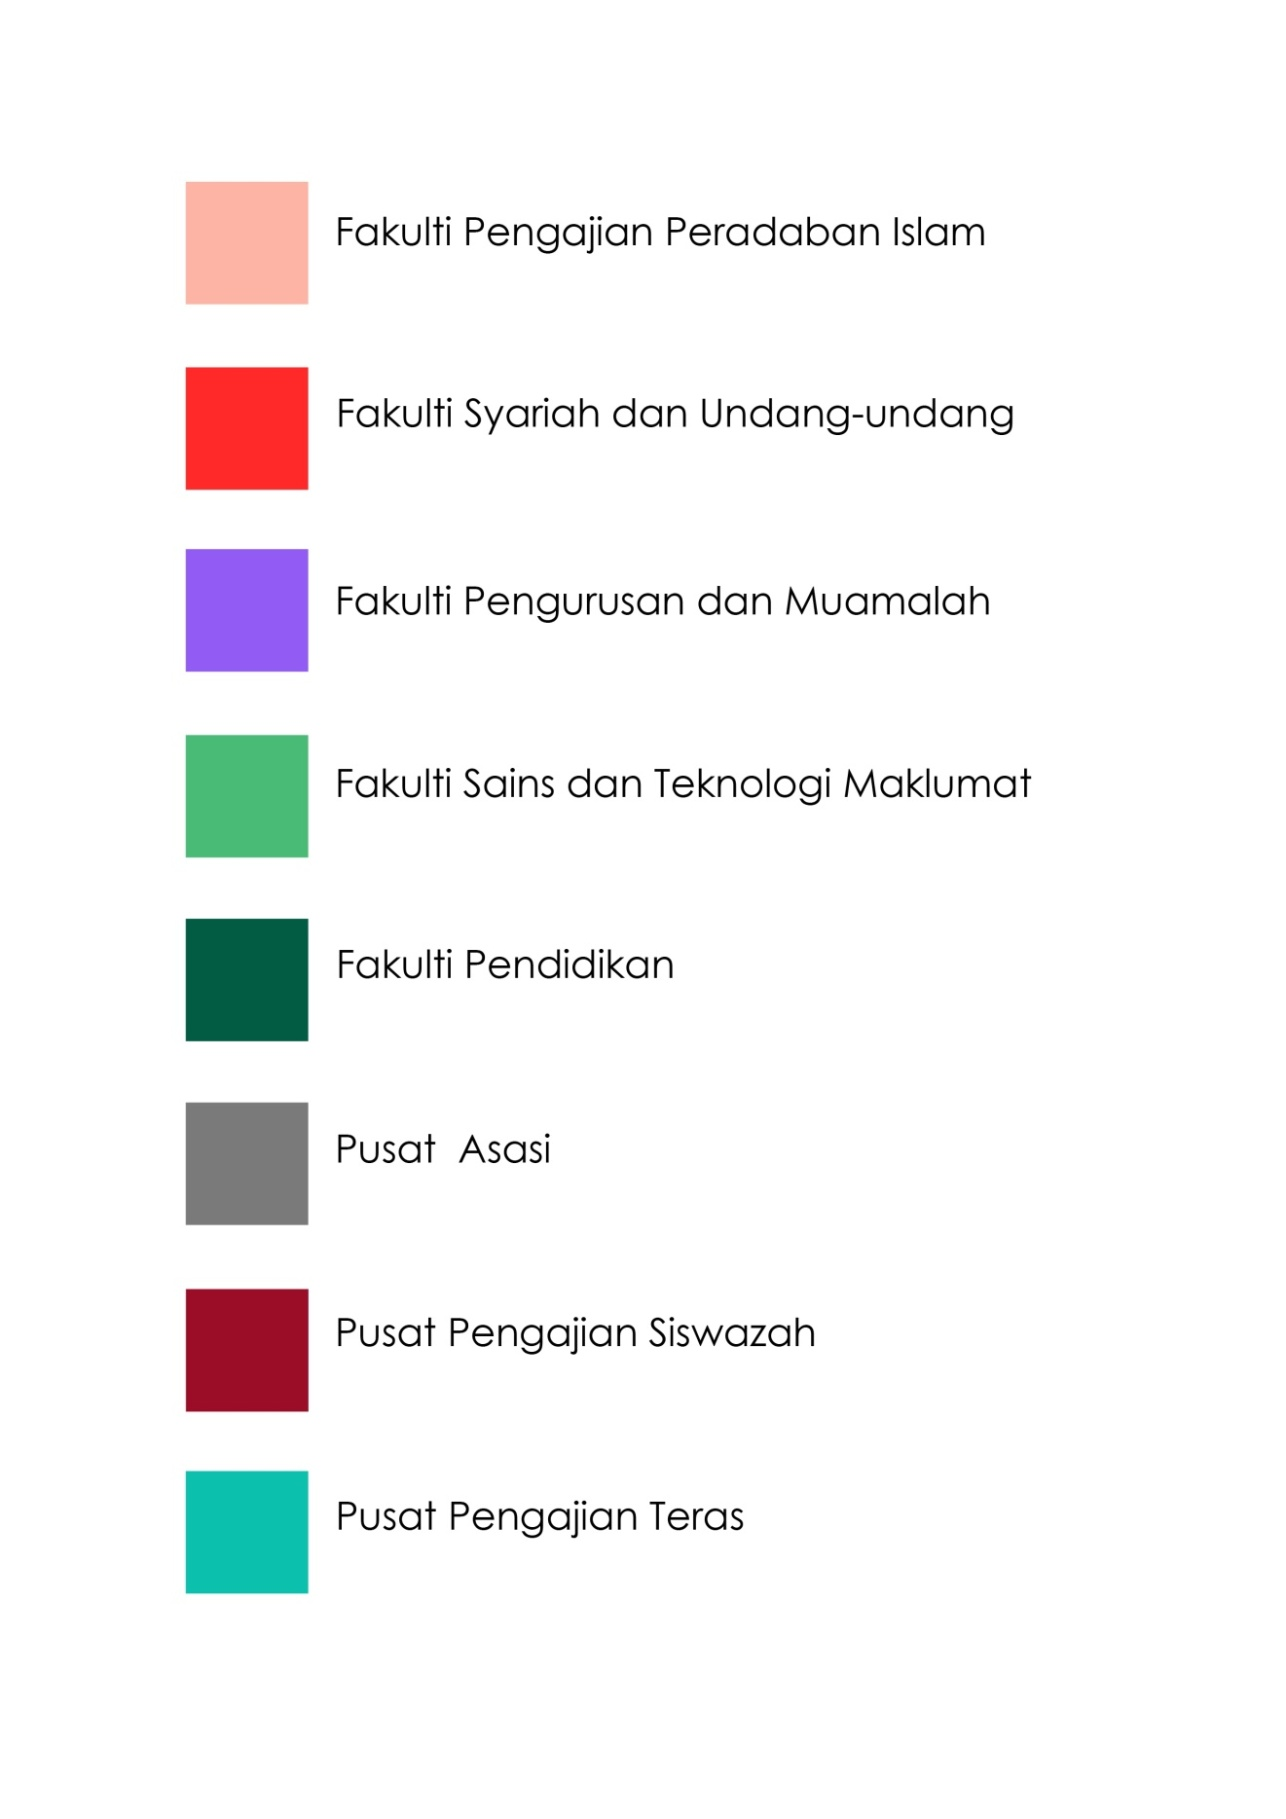 Fakulti Pengajian Peradaban Islam
Fakulti Syariah dan Undang-undang
Fakulti Pengurusan dan Muamalah
Fakulti Sains dan Teknologi Maklumat
Fakulti Pendidikan
Pusat  Asasi
Pusat Pengajian Siswazah
Pusat Pengajian Teras